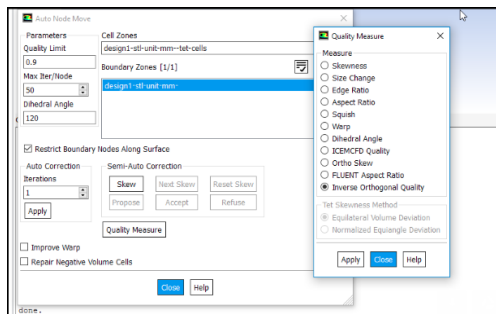 Auto Node Move
Parameters
Quality Limit
0.9
Max Iter/Node
50
Dihedral Angle
120
Cell Zones
design1-stl-unit-mm--tet-cells
Boundary Zones [1/1]
design1-stl-unit-mm-
Restrict Boundary Nodes Along Surface
Auto Correction
Iterations
1
Apply
Semi-Auto Correction
Skew
Next Skew
Reset Skew
Propose
Accept
Refuse
Quality Measure
Improve Warp
Repair Negative Volume Cells
Close
Help
done.
Quality Measure
Measure
Skewness
Size Change
Edge Ratio
Aspect Ratio
Squish
Warp
Dihedral Angle
ICEMCFD Quality
Ortho Skew
FLUENT Aspect Ratio
Inverse Orthogonal Quality
Tet Skewness Method
Equilateral Volume Deviation
Normalized Equiangle Deviation
Apply
Close
Help